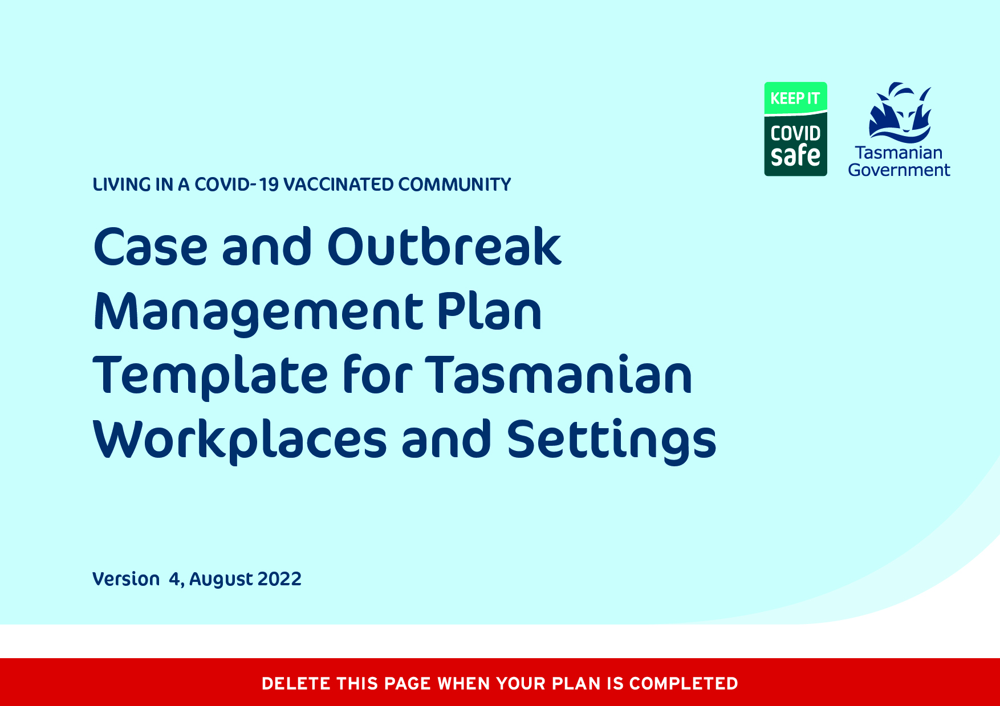 KEEP IT
COVID
safe
Tasmanian
Government
LIVING IN A COVID-19 VACCINATED COMMUNITY
Case and Outbreak
Management Plan
Template for Tasmanian
Workplaces and Settings
Version 4, August 2022
DELETE THIS PAGE WHEN YOUR PLAN IS COMPLETED